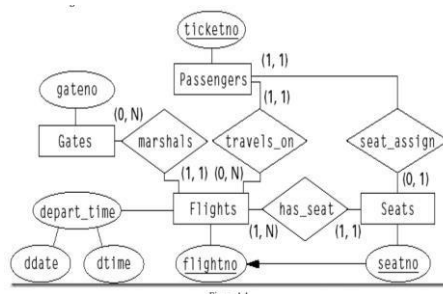 ticketno
(1, 1)
Passengers
gateno
(1, 1)
(0, N)
Gates
marshals
travels_on
seat_assign
(1, 1)
(0, N)
(0, 1)
depart_time
Flights
has_seat
Seats
(1, N)
(1, 1)
ddate
dtime
flightno
seatno